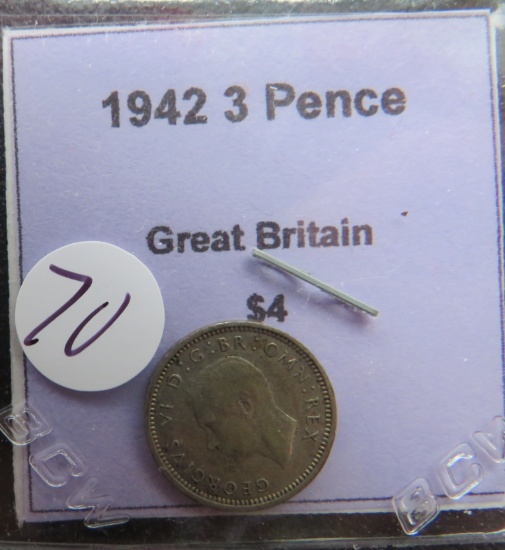 1942 3 Pence
Great Britain
$4
70
GEORGIVS VI D:G:BR:OMN:REX
BCW
BCW